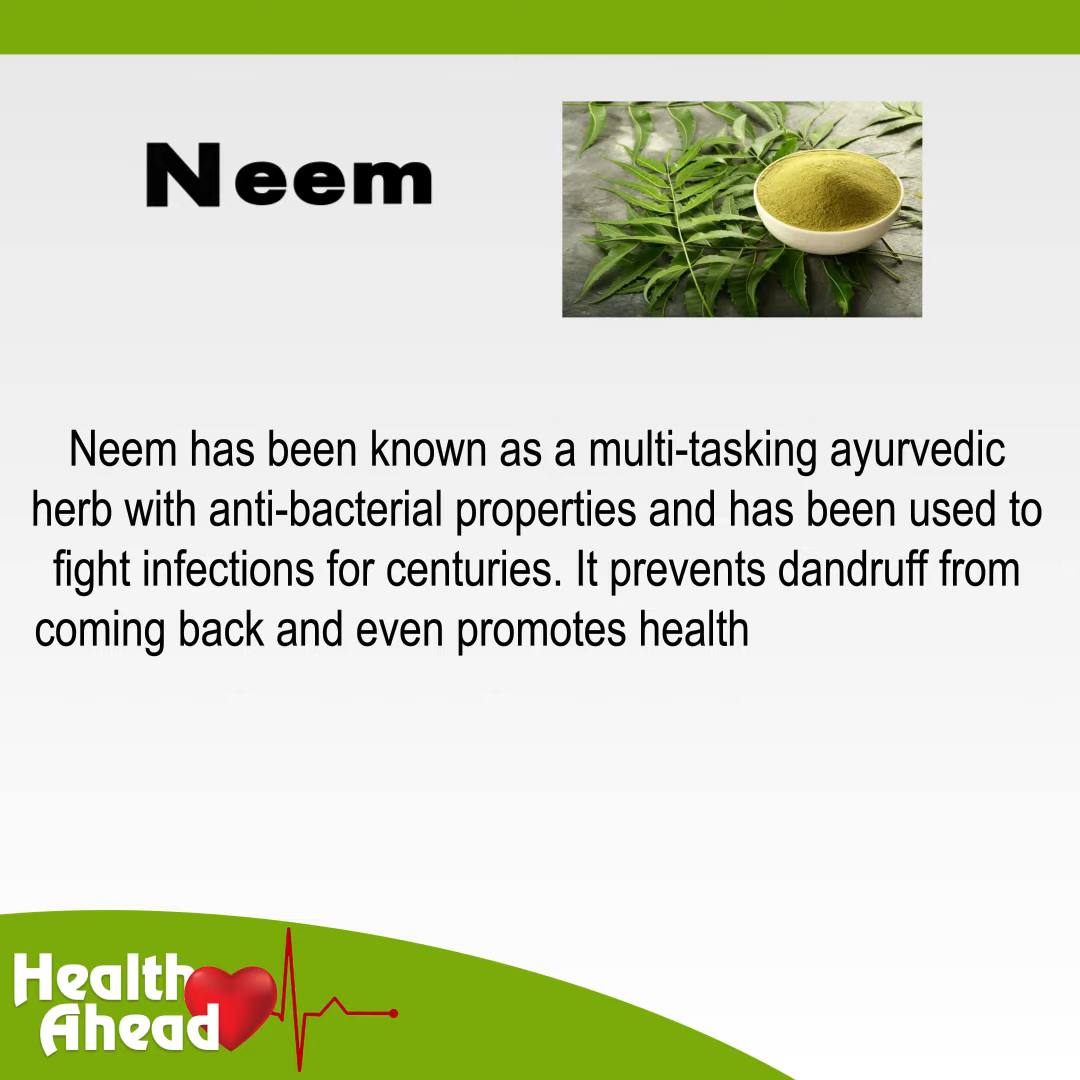 Neem
Neem has been known as a multi-tasking ayurvedic
herb with anti-bacterial properties and has been used to
fight infections for centuries. It prevents dandruff from
coming back and even promotes health
Health
Ahead